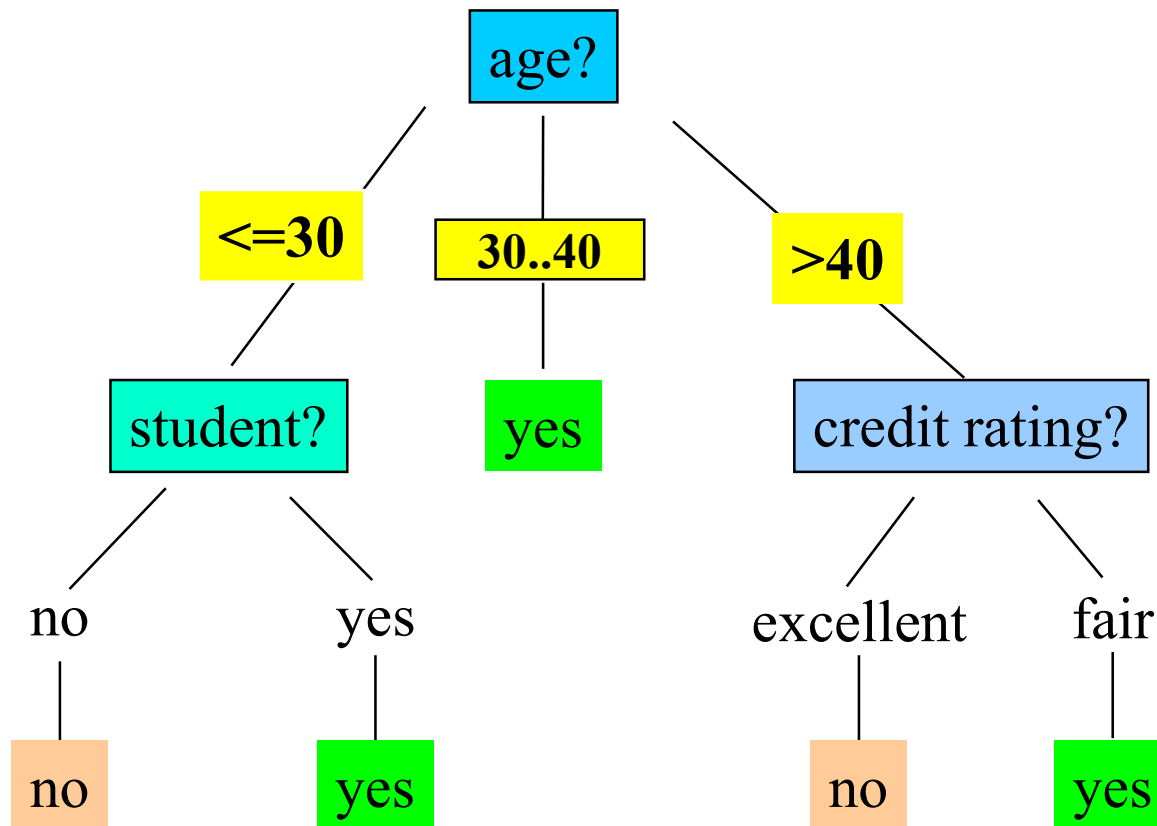 age?
<=30
30..40
>40
student?
yes
credit rating?
no
yes
excellent
fair
no
yes
no
yes